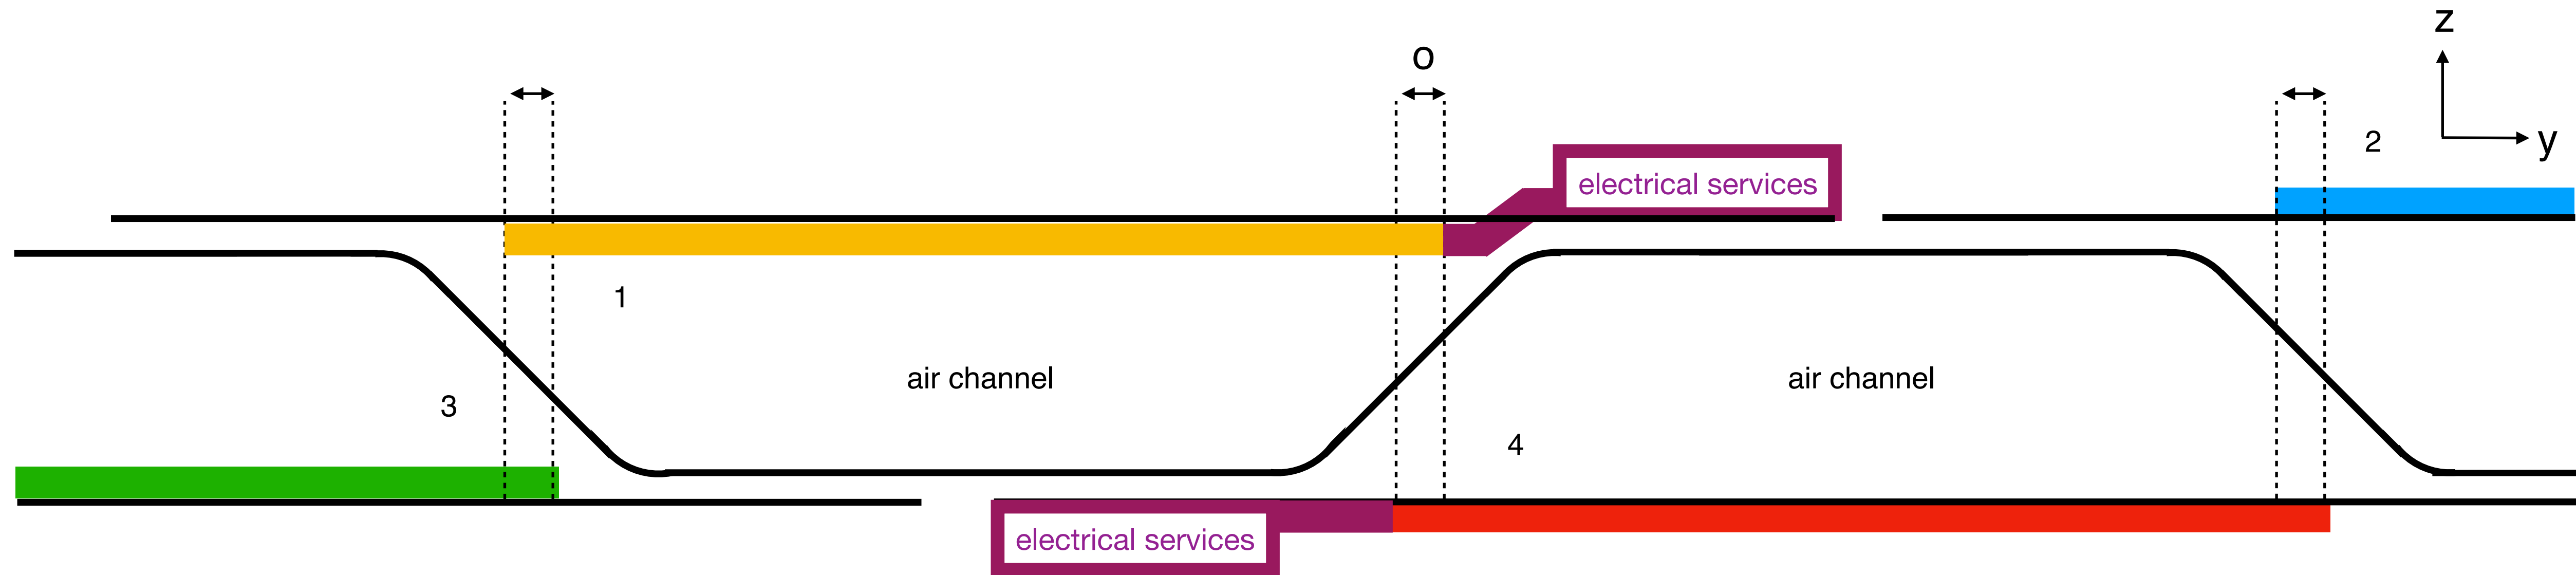 z
o
2
y
electrical services
1
air channel
air channel
3
4
electrical services